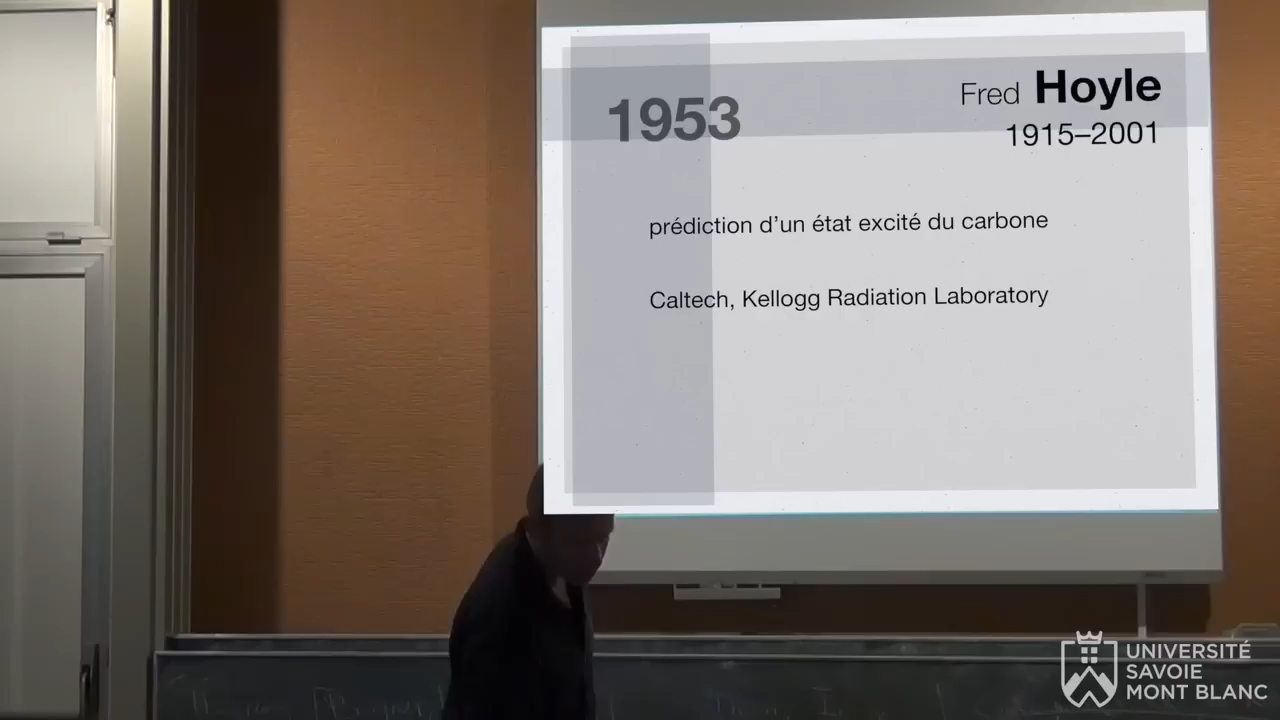 1953
Fred Hoyle
1915–2001
prédiction d'un état excité du carbone
Caltech, Kellogg Radiation Laboratory
UNIVERSITÉ
SAVOIE
MONT BLANC